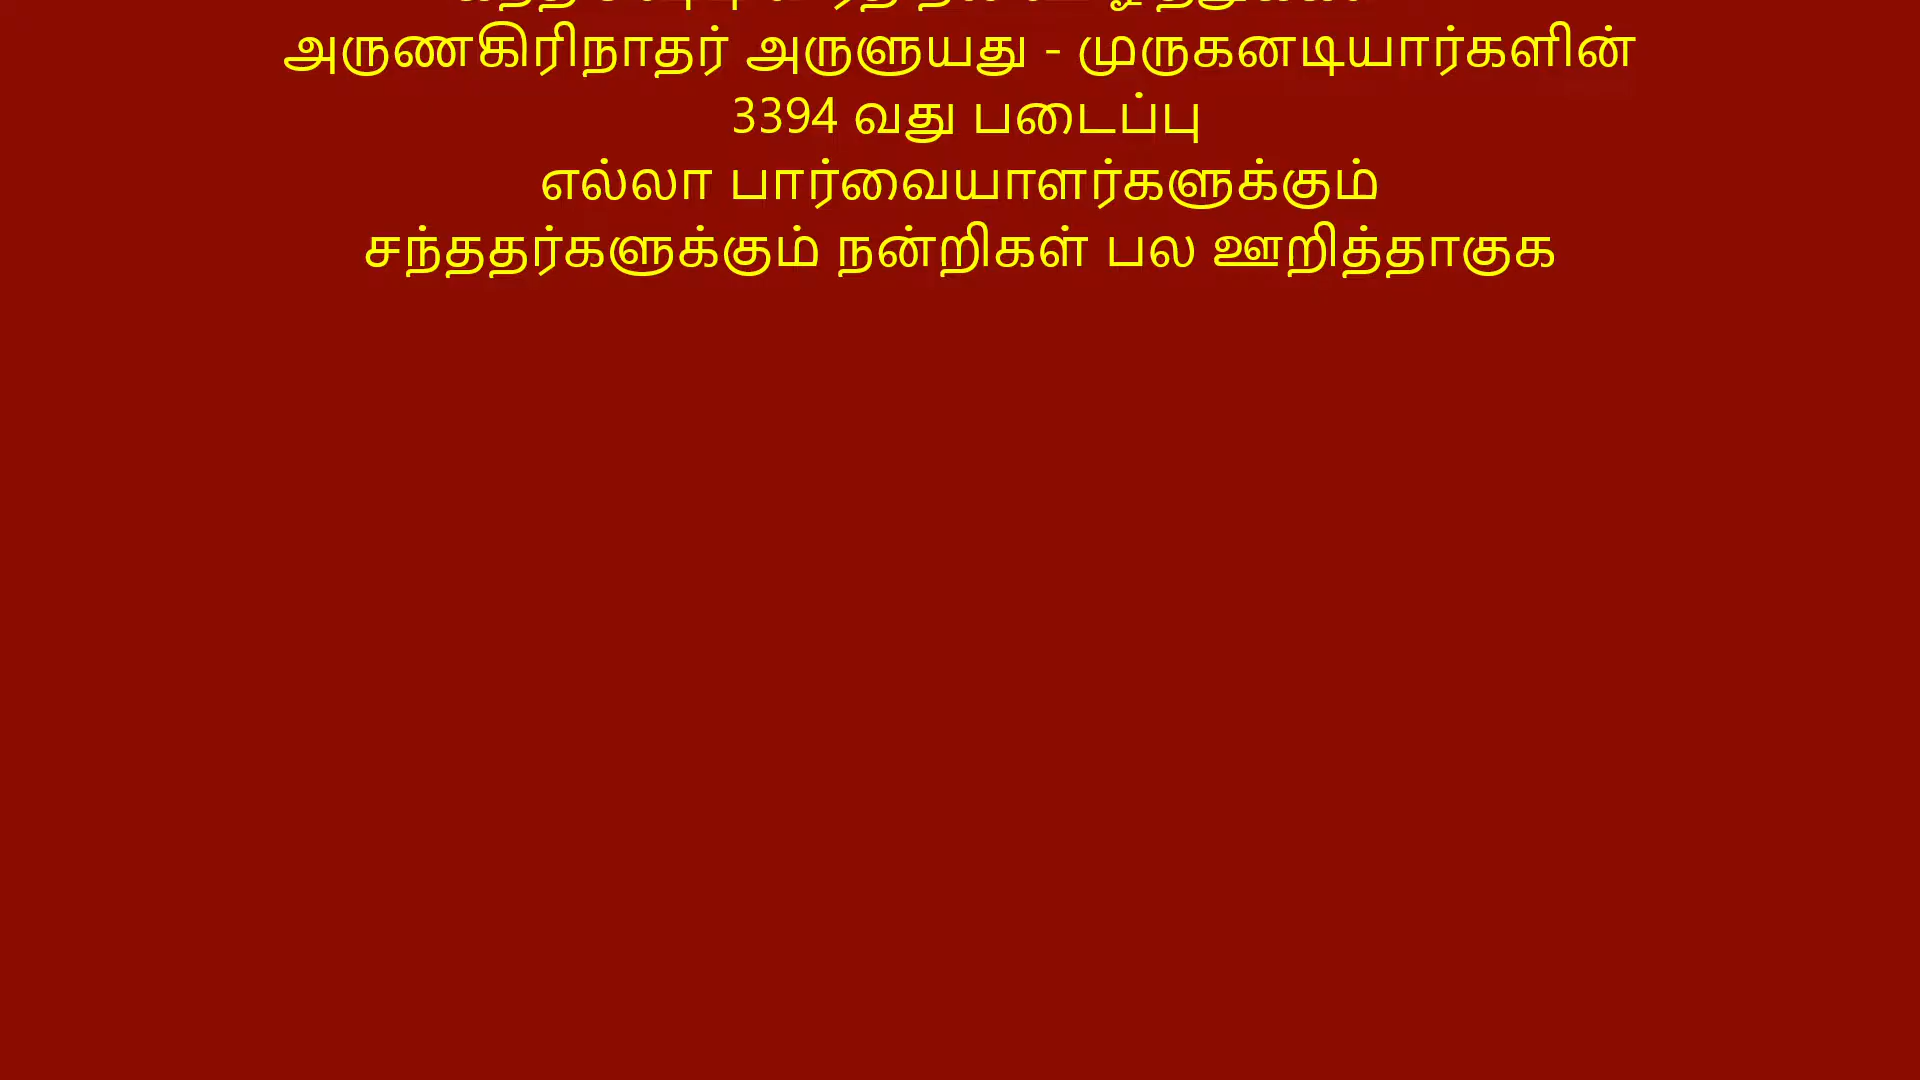 அருணகிரிநாதர் அருளுயது - முருகனடியார்களின்
3394 வது படைப்பு
எல்லா பார்வையாளர்களுக்கும்
சந்ததர்களுக்கும் நன்றிகள் பல ஊறித்தாகுக